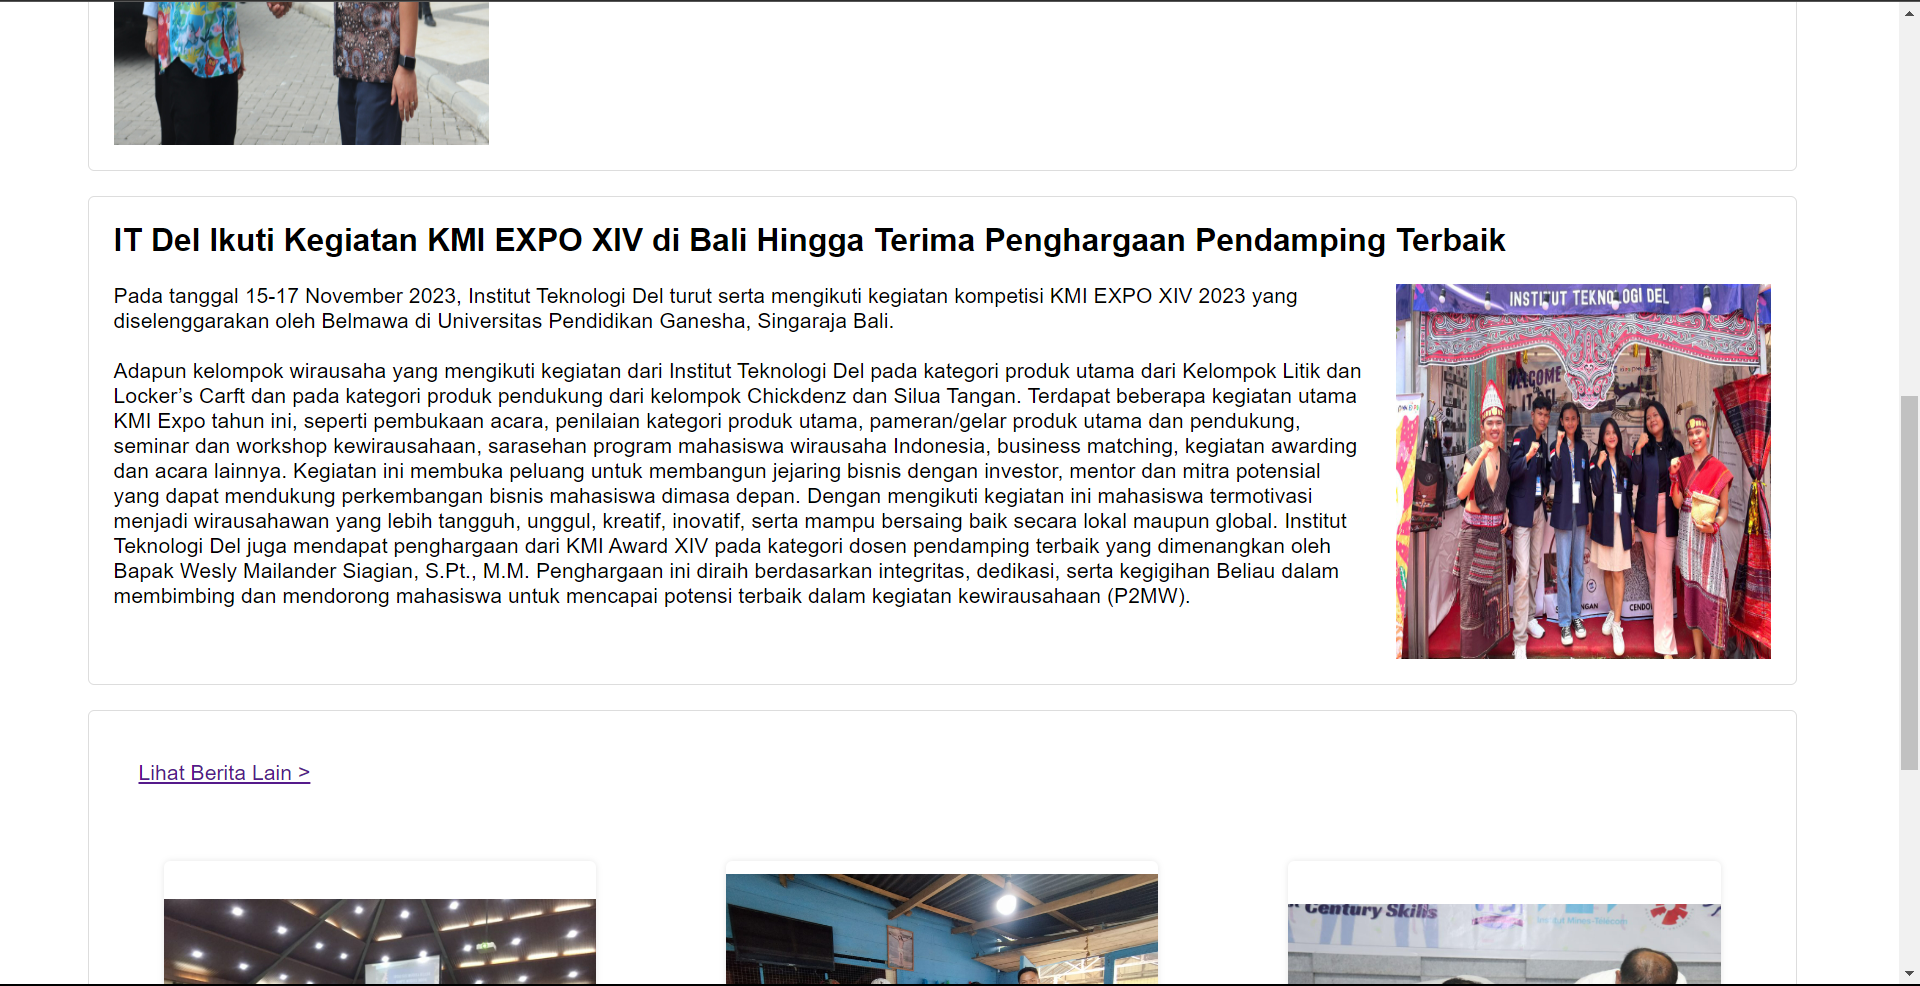 IT Del Ikuti Kegiatan KMI EXPO XIV di Bali Hingga Terima Penghargaan Pendamping Terbaik
Pada tanggal 15-17 November 2023, Institut Teknologi Del turut serta mengikuti kegiatan kompetisi KMI EXPO XIV 2023 yang
diselenggarakan oleh Belmawa di Universitas Pendidikan Ganesha, Singaraja Bali.
Adapun kelompok wirausaha yang mengikuti kegiatan dari Institut Teknologi Del pada kategori produk utama dari Kelompok Litik dan
Locker’s Carft dan pada kategori produk pendukung dari kelompok Chickdenz dan Silua Tangan. Terdapat beberapa kegiatan utama
KMI Expo tahun ini, seperti pembukaan acara, penilaian kategori produk utama, pameran/gelar produk utama dan pendukung,
seminar dan workshop kewirausahaan, sarasehan program mahasiswa wirausaha Indonesia, business matching, kegiatan awarding
dan acara lainnya. Kegiatan ini membuka peluang untuk membangun jejaring bisnis dengan investor, mentor dan mitra potensial
yang dapat mendukung perkembangan bisnis mahasiswa dimasa depan. Dengan mengikuti kegiatan ini mahasiswa termotivasi
menjadi wirausahawan yang lebih tangguh, unggul, kreatif, inovatif, serta mampu bersaing baik secara lokal maupun global. Institut
Teknologi Del juga mendapat penghargaan dari KMI Award XIV pada kategori dosen pendamping terbaik yang dimenangkan oleh
Bapak Wesly Mailander Siagian, S.Pt., M.M. Penghargaan ini diraih berdasarkan integritas, dedikasi, serta kegigihan Beliau dalam
membimbing dan mendorong mahasiswa untuk mencapai potensi terbaik dalam kegiatan kewirausahaan (P2MW).
INSTITUT TEKNOLOGI DEL
WELCOME
Lihat Berita Lain >
Century Skills
Institut Mines-Télécom